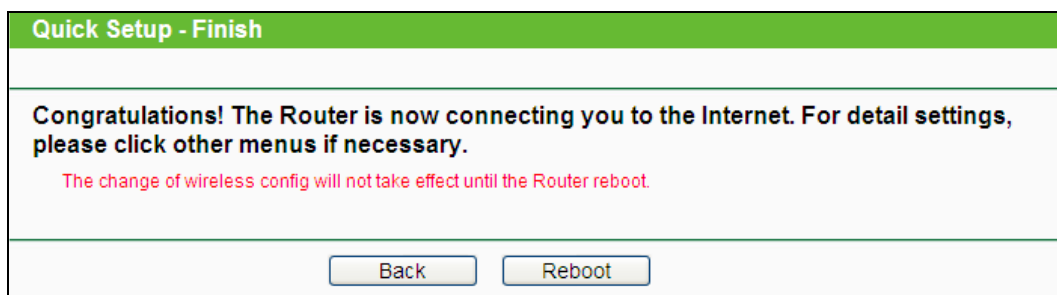 Quick Setup - Finish
Congratulations! The Router is now connecting you to the Internet. For detail settings,
please click other menus if necessary.
The change of wireless config will not take effect until the Router reboot.
Back Reboot